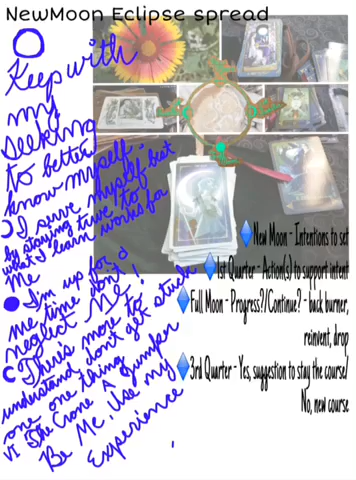 NewMoon Eclipse spread
Keep with
my
seeking
to better
know myself.
I serve myself best
by staying true to
what I learn works for
me
I'm up for a
me time don't
neglect Me!
There's more to
understand don't get stuck
one one thing
VI The Crone A Jumper
Be Me. Use my
Experience
New Moon - Intentions to set
1st Quarter - Action(s) to support intent
Full Moon - Progress?/Continue? - back burner,
reinvent, drop
3rd Quarter - Yes, suggestion to stay the course/
No, new course